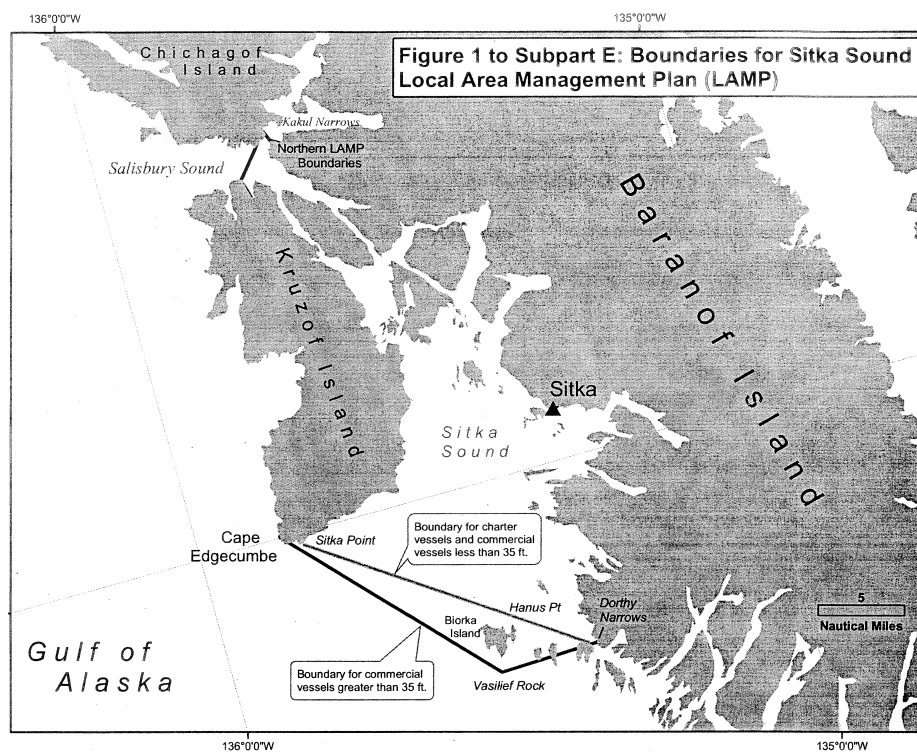 136°0'0"W
135°0'0"W
Figure 1 to Subpart E: Boundaries for Sitka Sound
Local Area Management Plan (LAMP)
Chichagof
Island
Kakul Narrows
Northern LAMP
Boundaries
Salisbury Sound
Baranof Island
Kruzof Island
Sitka
Sitka
Sound
Cape
Edgecumbe
Sitka Point
Boundary for charter
vessels and commercial
vessels less than 35 ft.
Hanus Pt
Dorthy
Narrows
Biorka
Island
5
Nautical Miles
Gulf of
Alaska
Boundary for commercial
vessels greater than 35 ft.
Vasilief Rock
136°0'0"W
135°0'0"W